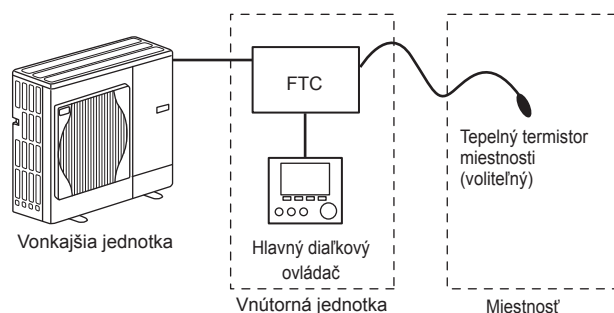 FTC
Tepelný termistor
miestnosti
(voliteľný)
Vonkajšia jednotka
Hlavný diaľkový
ovládač
Vnútorná jednotka
Miestnosť